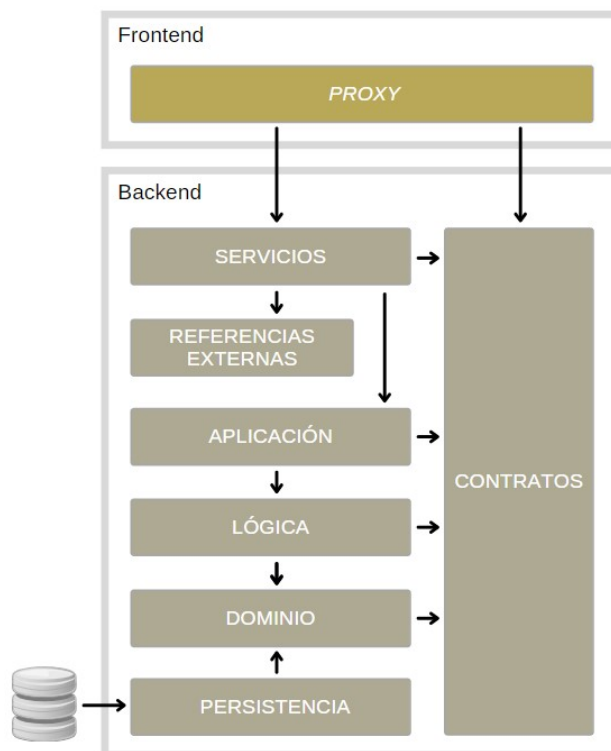 Frontend
PROXY
Backend
SERVICIOS
REFERENCIAS
EXTERNAS
APLICACIÓN
CONTRATOS
LÓGICA
DOMINIO
PERSISTENCIA